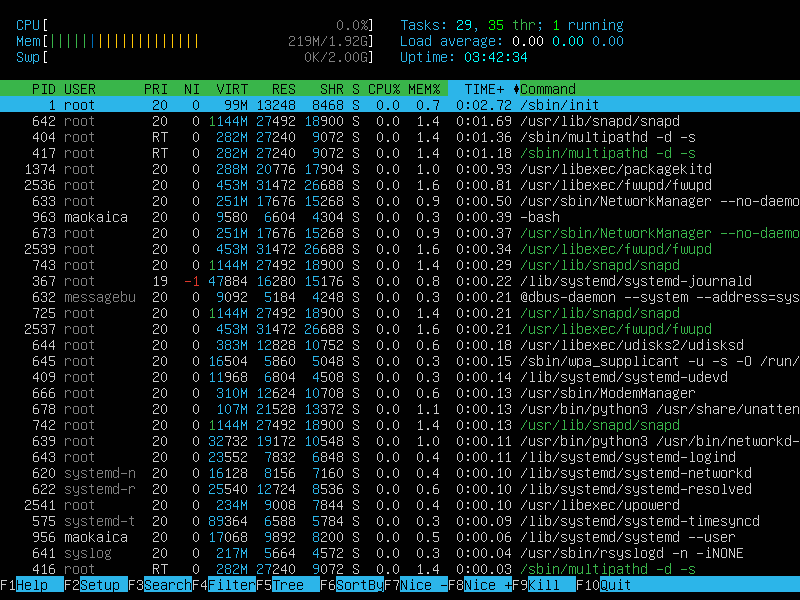 CPU[ 0.0%] Tasks: 29, 35 thr; 1 running
Mem[||||||||||||||||||| 219M/1.92G] Load average: 0.00 0.00 0.00
Swp[ 0K/2.00G] Uptime: 03:42:34
PID USER PRI NI VIRT RES SHR S CPU% MEM% TIME+ Command
1 root 20 0 99M 13248 8468 S 0.0 0.7 0:02.72 /sbin/init
642 root 20 0 1144M 27492 18900 S 0.0 1.4 0:01.69 /usr/lib/snapd/snapd
404 root RT 0 282M 27240 9072 S 0.0 1.4 0:01.36 /sbin/multipathd -d -s
417 root RT 0 282M 27240 9072 S 0.0 1.4 0:01.18 /sbin/multipathd -d -s
1374 root 20 0 288M 20776 17904 S 0.0 1.0 0:00.93 /usr/libexec/packagekitd
2536 root 20 0 453M 31472 26688 S 0.0 1.6 0:00.81 /usr/libexec/fwupd/fwupd
633 root 20 0 251M 17676 15268 S 0.0 0.9 0:00.50 /usr/sbin/NetworkManager --no-daemo
963 maokaica 20 0 9580 6604 4304 S 0.0 0.3 0:00.39 -bash
673 root 20 0 251M 17676 15268 S 0.0 0.9 0:00.37 /usr/sbin/NetworkManager --no-daemo
2539 root 20 0 453M 31472 26688 S 0.0 1.6 0:00.34 /usr/libexec/fwupd/fwupd
743 root 20 0 1144M 27492 18900 S 0.0 1.4 0:00.29 /usr/lib/snapd/snapd
367 root 19 -1 47884 16280 15176 S 0.0 0.8 0:00.22 /lib/systemd/systemd-journald
632 messagebu 20 0 9092 5184 4248 S 0.0 0.3 0:00.21 @dbus-daemon --system --address=sys
725 root 20 0 1144M 27492 18900 S 0.0 1.4 0:00.21 /usr/lib/snapd/snapd
2537 root 20 0 453M 31472 26688 S 0.0 1.6 0:00.21 /usr/libexec/fwupd/fwupd
644 root 20 0 383M 12828 10752 S 0.0 0.6 0:00.18 /usr/libexec/udisks2/udisksd
645 root 20 0 16504 5860 5048 S 0.0 0.3 0:00.15 /sbin/wpa_supplicant -u -s -O /run/
409 root 20 0 11968 6804 4508 S 0.0 0.3 0:00.13 /lib/systemd/systemd-udevd
666 root 20 0 310M 12624 10708 S 0.0 0.6 0:00.13 /usr/sbin/ModemManager
678 root 20 0 107M 21528 13372 S 0.0 1.1 0:00.13 /usr/bin/python3 /usr/share/unatten
742 root 20 0 1144M 27492 18900 S 0.0 1.4 0:00.13 /usr/lib/snapd/snapd
639 root 20 0 32732 19172 10548 S 0.0 1.0 0:00.11 /usr/bin/python3 /usr/bin/networkd-
643 root 20 0 23552 7832 6848 S 0.0 0.4 0:00.11 /lib/systemd/systemd-logind
620 systemd-n 20 0 16128 8156 7160 S 0.0 0.4 0:00.10 /lib/systemd/systemd-networkd
622 systemd-r 20 0 25540 12724 8536 S 0.0 0.6 0:00.10 /lib/systemd/systemd-resolved
2541 root 20 0 234M 9008 7844 S 0.0 0.4 0:00.10 /usr/libexec/upowerd
575 systemd-t 20 0 89364 6588 5784 S 0.0 0.3 0:00.09 /lib/systemd/systemd-timesyncd
956 maokaica 20 0 17068 9892 8200 S 0.0 0.5 0:00.06 /lib/systemd/systemd --user
641 syslog 20 0 217M 5664 4572 S 0.0 0.3 0:00.04 /usr/sbin/rsyslogd -n -iNONE
416 root RT 0 282M 27240 9072 S 0.0 1.4 0:00.03 /sbin/multipathd -d -s
F1Help F2Setup F3SearchF4FilterF5Tree F6SortByF7Nice -F8Nice +F9Kill F10Quit